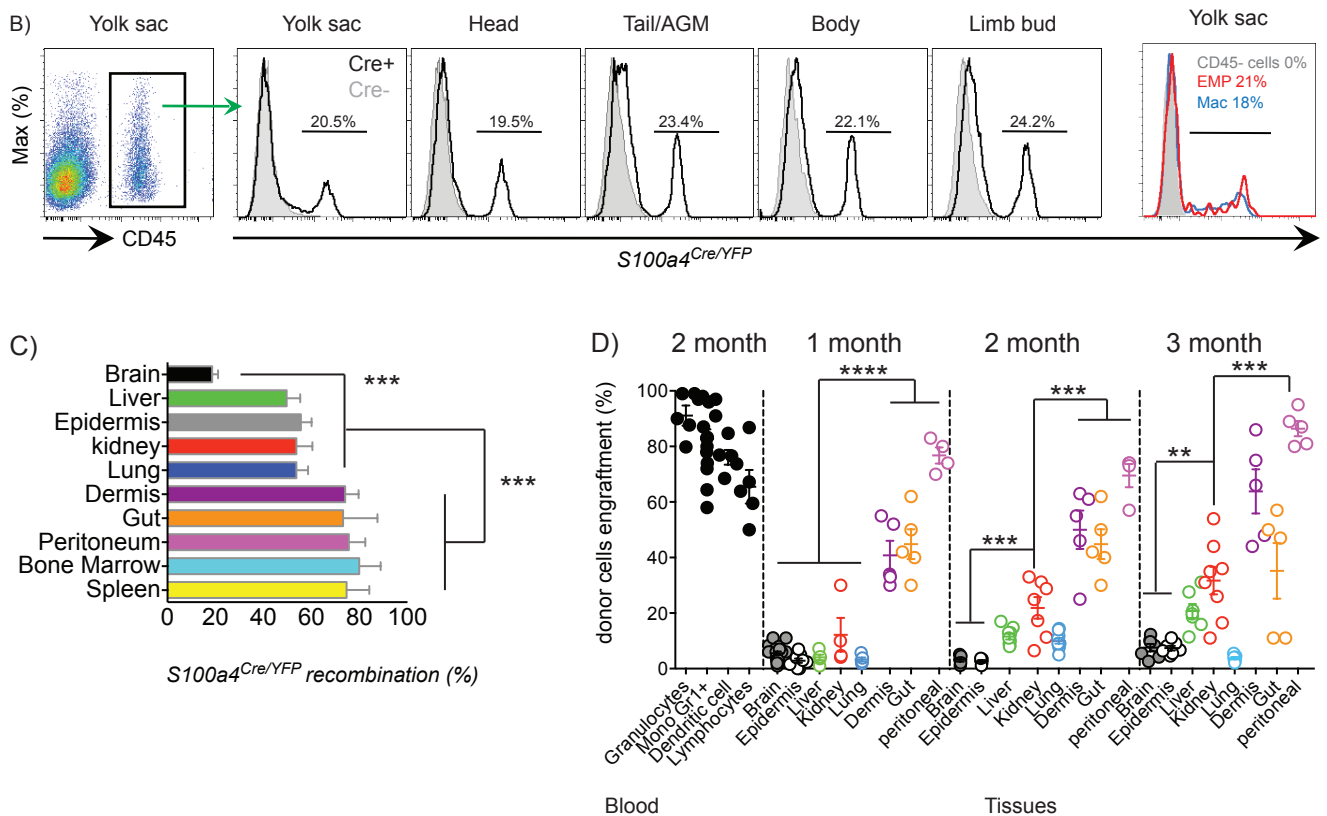 B)
Yolk sac
Yolk sac
Head
Tail/AGM
Body
Limb bud
Yolk sac
Max (%)
Cre+
Cre-
20.5%
19.5%
23.4%
22.1%
24.2%
CD45- cells 0%
EMP 21%
Mac 18%
CD45
S100a4Cre/YFP
C)
Brain
Liver
Epidermis
kidney
Lung
Dermis
Gut
Peritoneum
Bone Marrow
Spleen
***
***
0 20 40 60 80 100
S100a4Cre/YFP recombination (%)
D)
2 month
1 month
2 month
3 month
donor cells engraftment (%)
100
80
60
40
20
0
****
***
***
**
***
Granulocytes
Mono Gr1+
Dendritic cell
Lymphocytes
Brain
Epidermis
Liver
Kidney
Lung
Dermis
Gut
peritoneal
Brain
Epidermis
Liver
Kidney
Lung
Dermis
Gut
peritoneal
Brain
Epidermis
Liver
Kidney
Lung
Dermis
Gut
peritoneal
Blood
Tissues